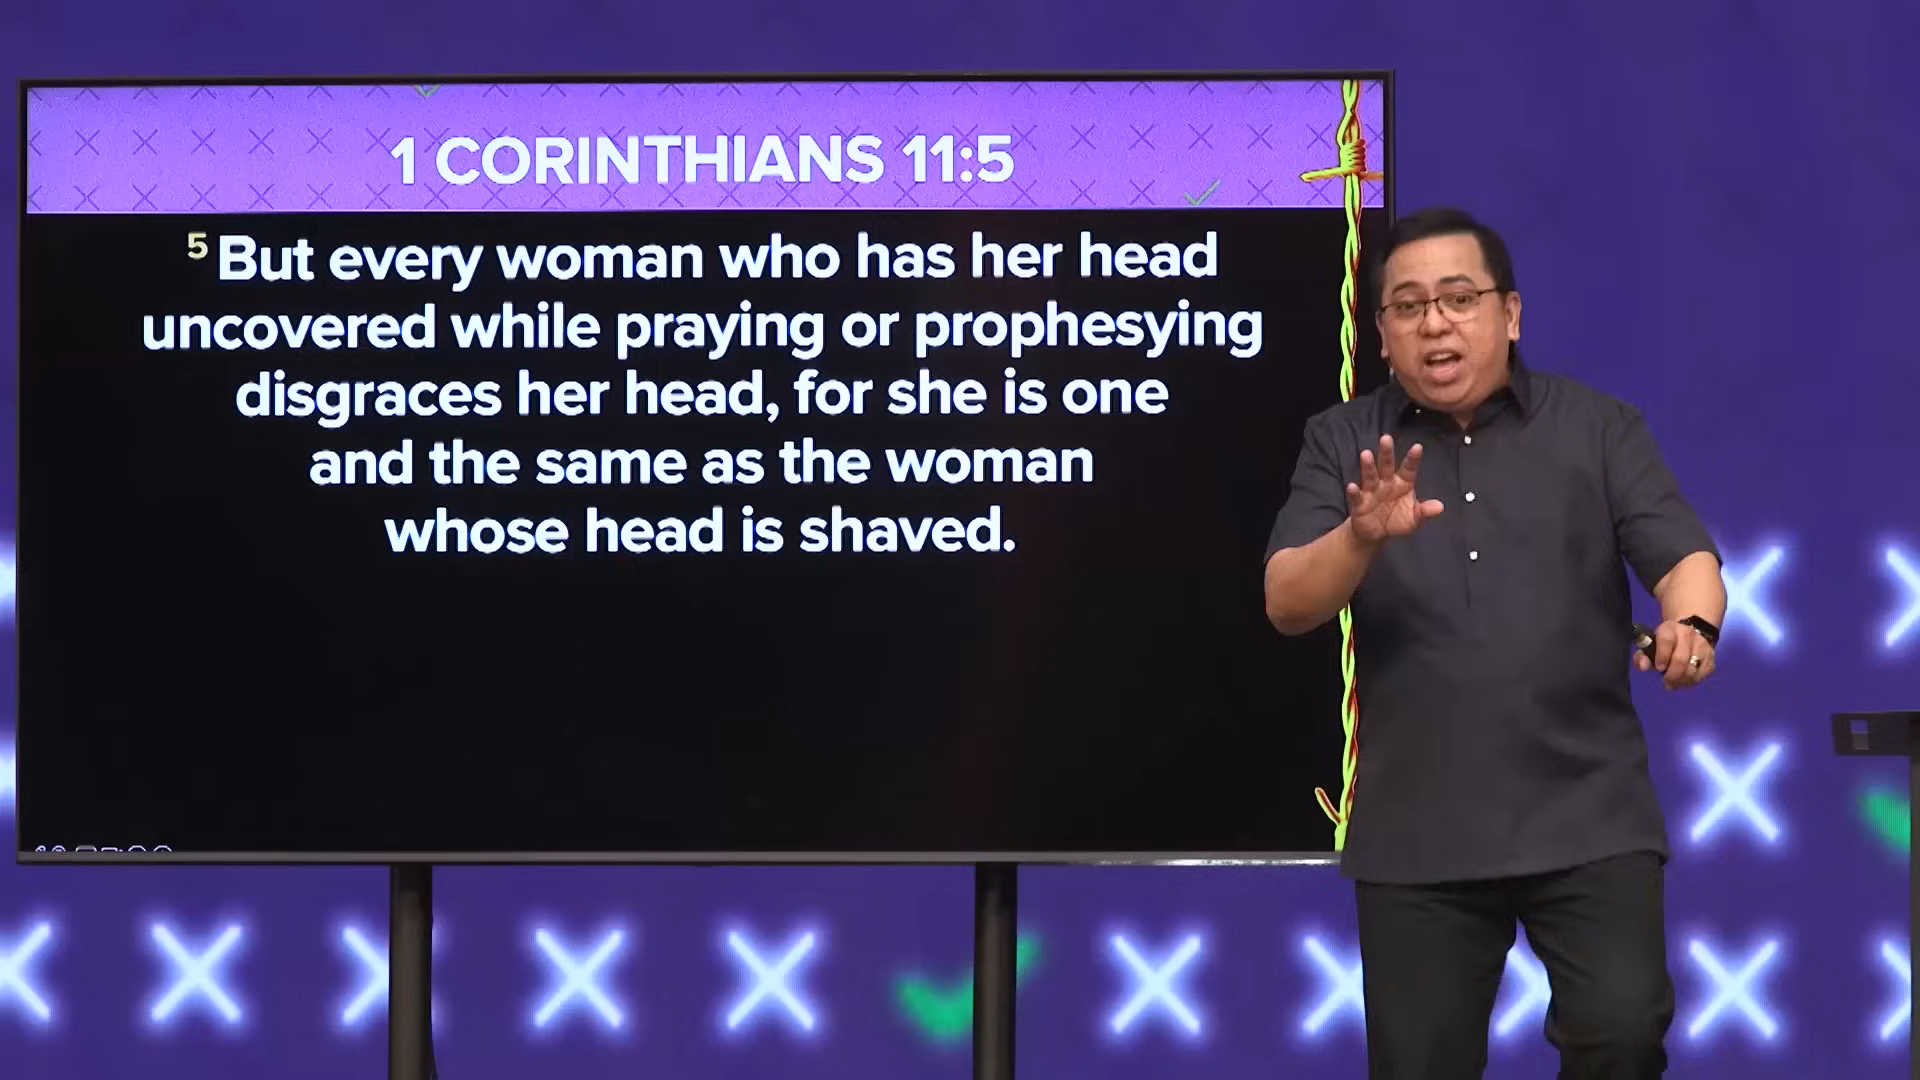 1 CORINTHIANS 11:5
5 But every woman who has her head
uncovered while praying or prophesying
disgraces her head, for she is one
and the same as the woman
whose head is shaved.